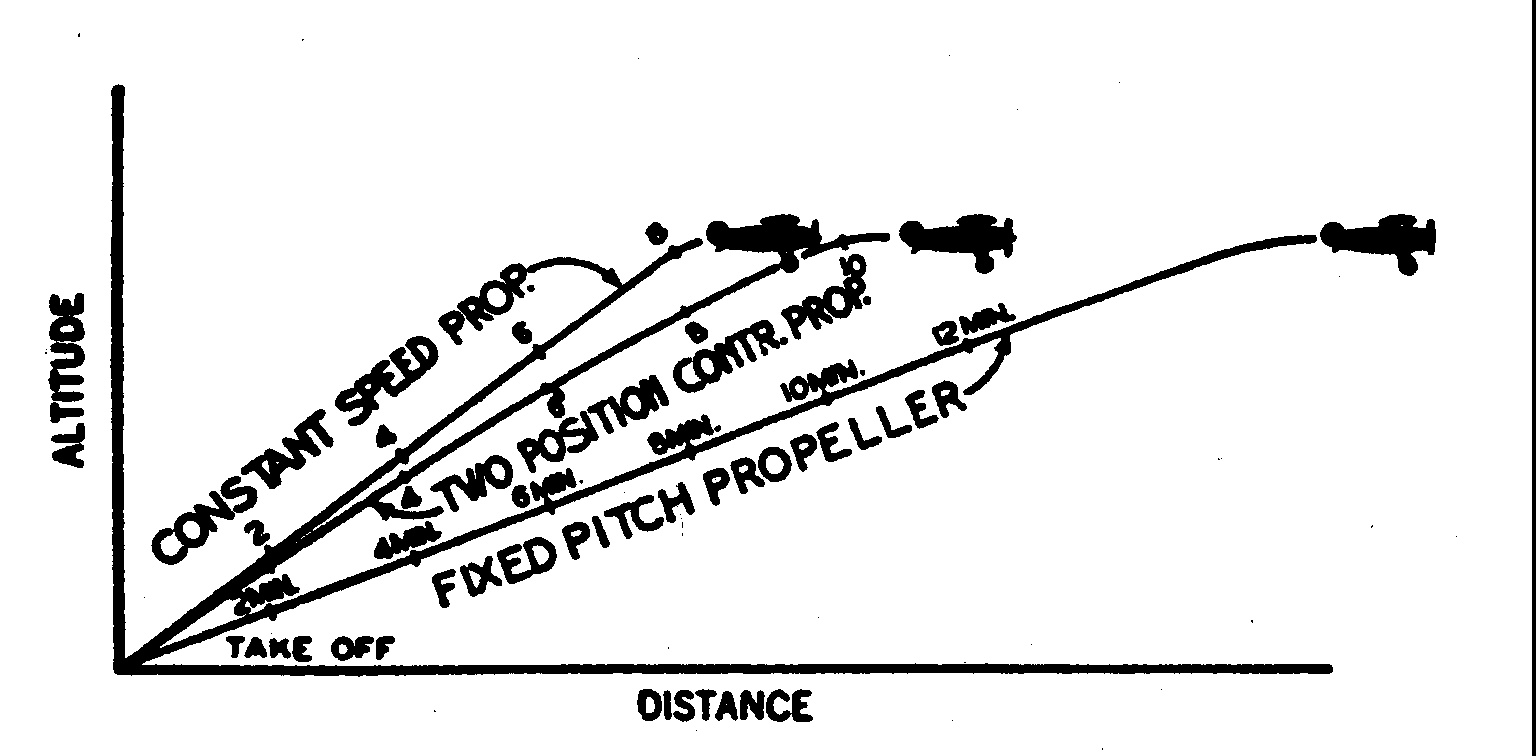 ALTITUDE
CONSTANT SPEED PROP.
2
4
6
8
TWO POSITION CONTR. PROP.
4
6
8
10
2 MIN.
4 MIN.
6 MIN.
8 MIN.
10 MIN.
12 MIN.
FIXED PITCH PROPELLER
TAKE OFF
DISTANCE